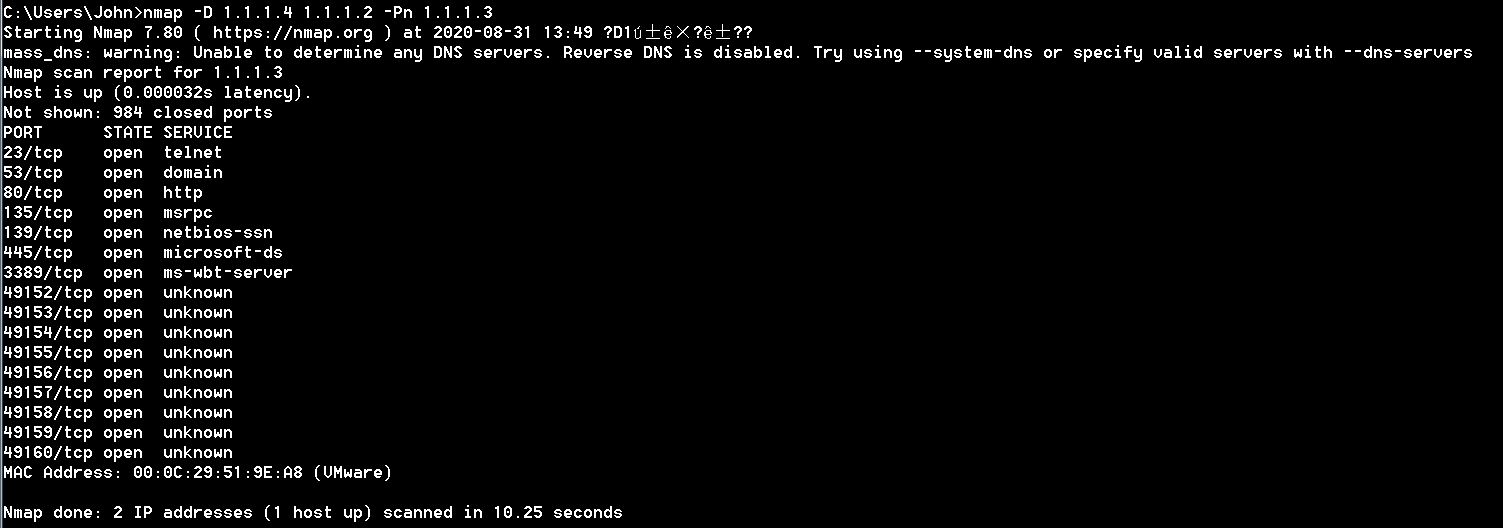 C:\Users\John>nmap -D 1.1.1.4 1.1.1.2 -Pn 1.1.1.3
Starting Nmap 7.80 ( https://nmap.org ) at 2020-08-31 13:49 ?D1ú±ê×?ê±??
mass_dns: warning: Unable to determine any DNS servers. Reverse DNS is disabled. Try using --system-dns or specify valid servers with --dns-servers
Nmap scan report for 1.1.1.3
Host is up (0.000032s latency).
Not shown: 984 closed ports
PORT      STATE SERVICE
23/tcp    open  telnet
53/tcp    open  domain
80/tcp    open  http
135/tcp   open  msrpc
139/tcp   open  netbios-ssn
445/tcp   open  microsoft-ds
3389/tcp  open  ms-wbt-server
49152/tcp open  unknown
49153/tcp open  unknown
49154/tcp open  unknown
49155/tcp open  unknown
49156/tcp open  unknown
49157/tcp open  unknown
49158/tcp open  unknown
49159/tcp open  unknown
49160/tcp open  unknown
MAC Address: 00:0C:29:51:9E:A8 (VMware)
Nmap done: 2 IP addresses (1 host up) scanned in 10.25 seconds